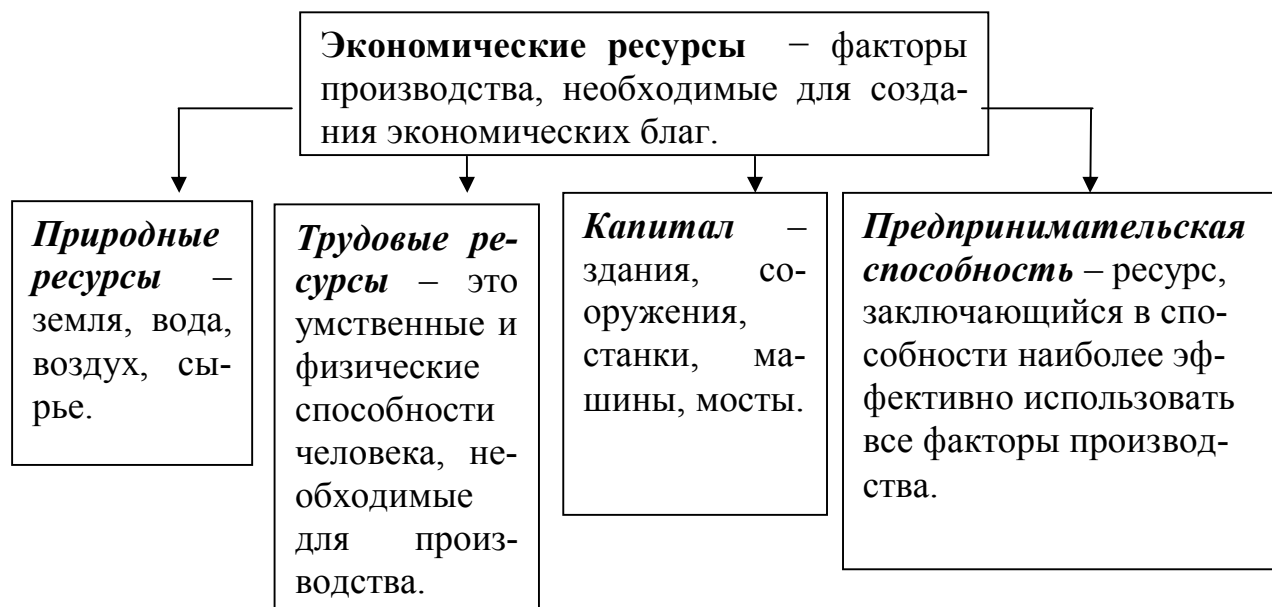 Экономические ресурсы − факторы
производства, необходимые для созда-
ния экономических благ.
Природные
ресурсы –
земля, вода,
воздух, сы-
рье.
Трудовые ре-
сурсы – это
умственные и
физические
способности
человека, не-
обходимые
для произ-
водства.
Капитал –
здания, со-
оружения,
станки, ма-
шины, мосты.
Предпринимательская
способность – ресурс,
заключающийся в спо-
собности наиболее эф-
фективно использовать
все факторы производ-
ства.